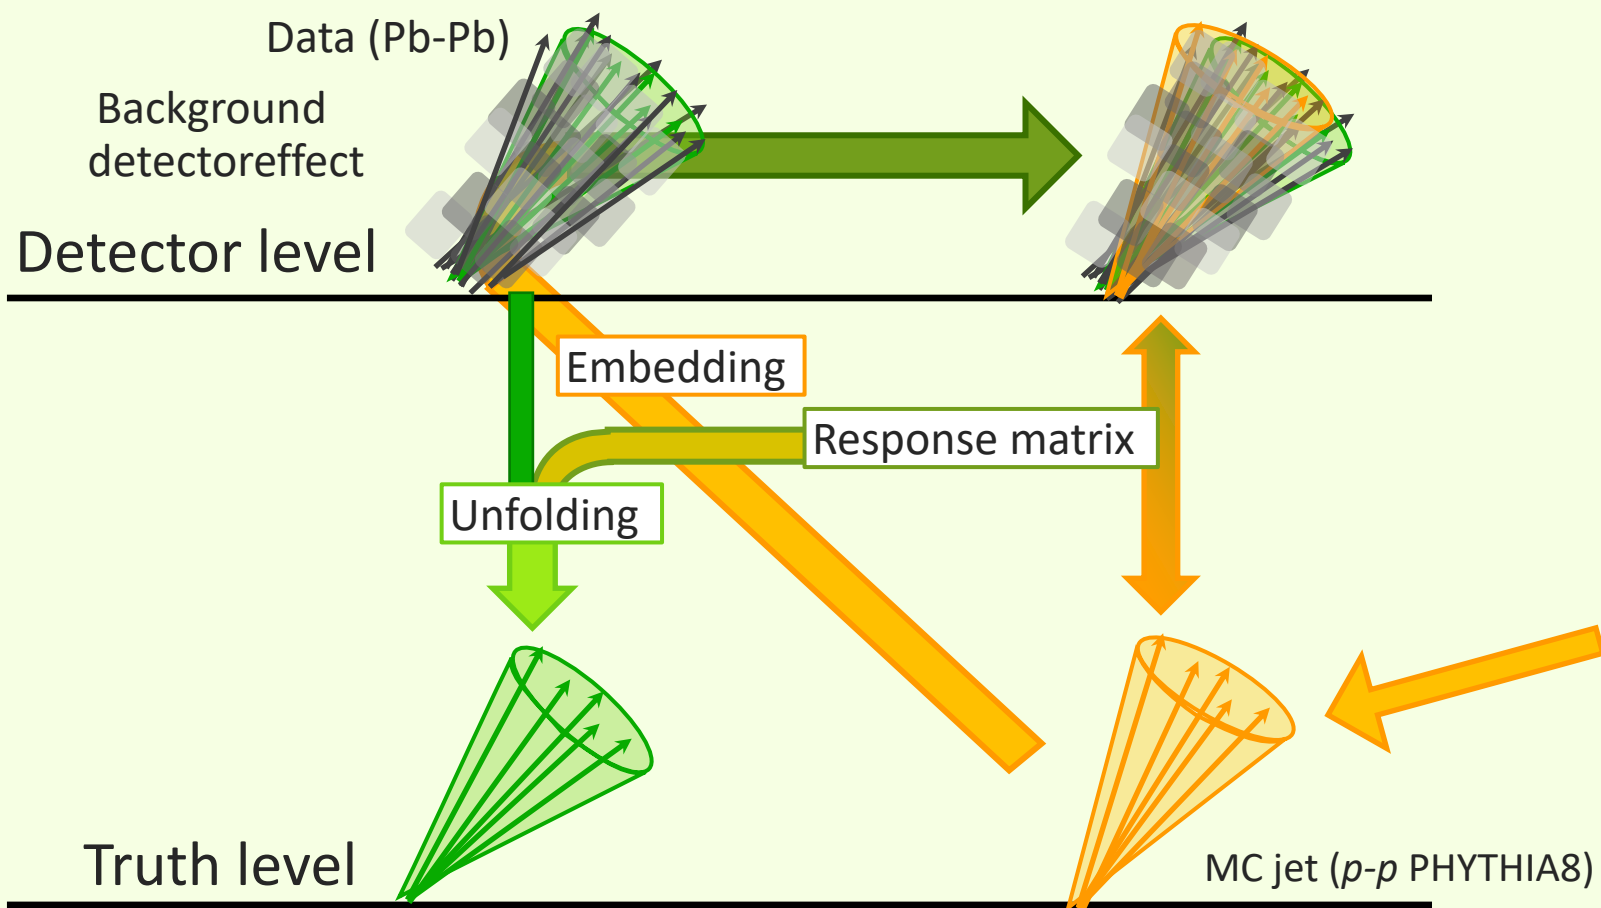 Data (Pb-Pb)
Background
detectoreffect
Detector level
Embedding
Response matrix
Unfolding
Truth level
MC jet (p-p PHYTHIA8)